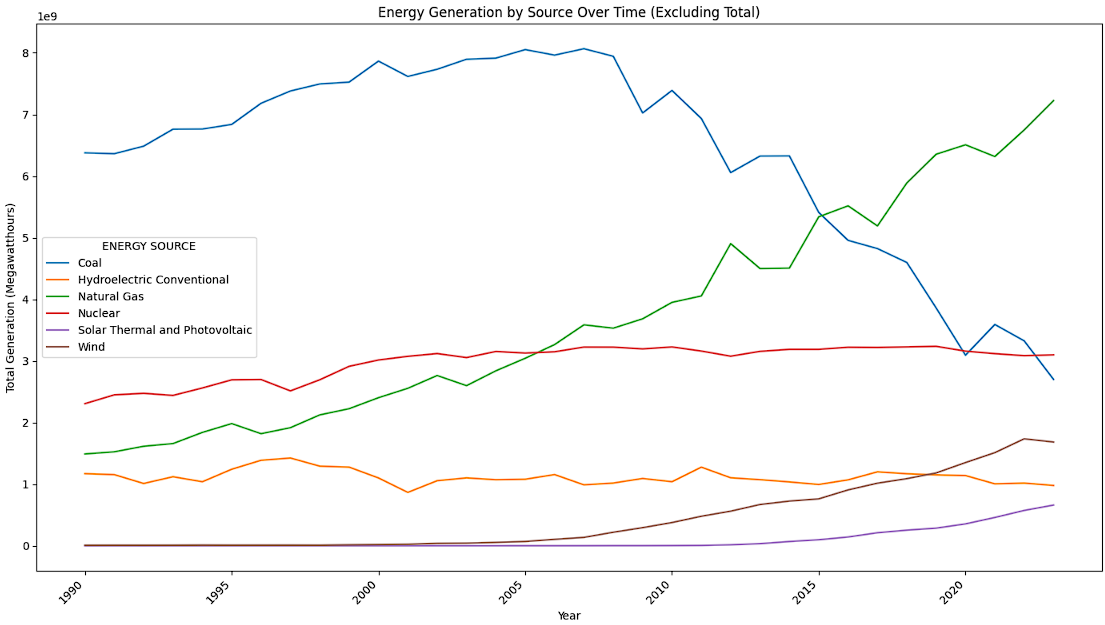 Energy Generation by Source Over Time (Excluding Total)
1e9
8
7
6
5
4
3
2
1
0
Total Generation (Megawatthours)
ENERGY SOURCE
Coal
Hydroelectric Conventional
Natural Gas
Nuclear
Solar Thermal and Photovoltaic
Wind
1990
1995
2000
2005
2010
2015
2020
Year